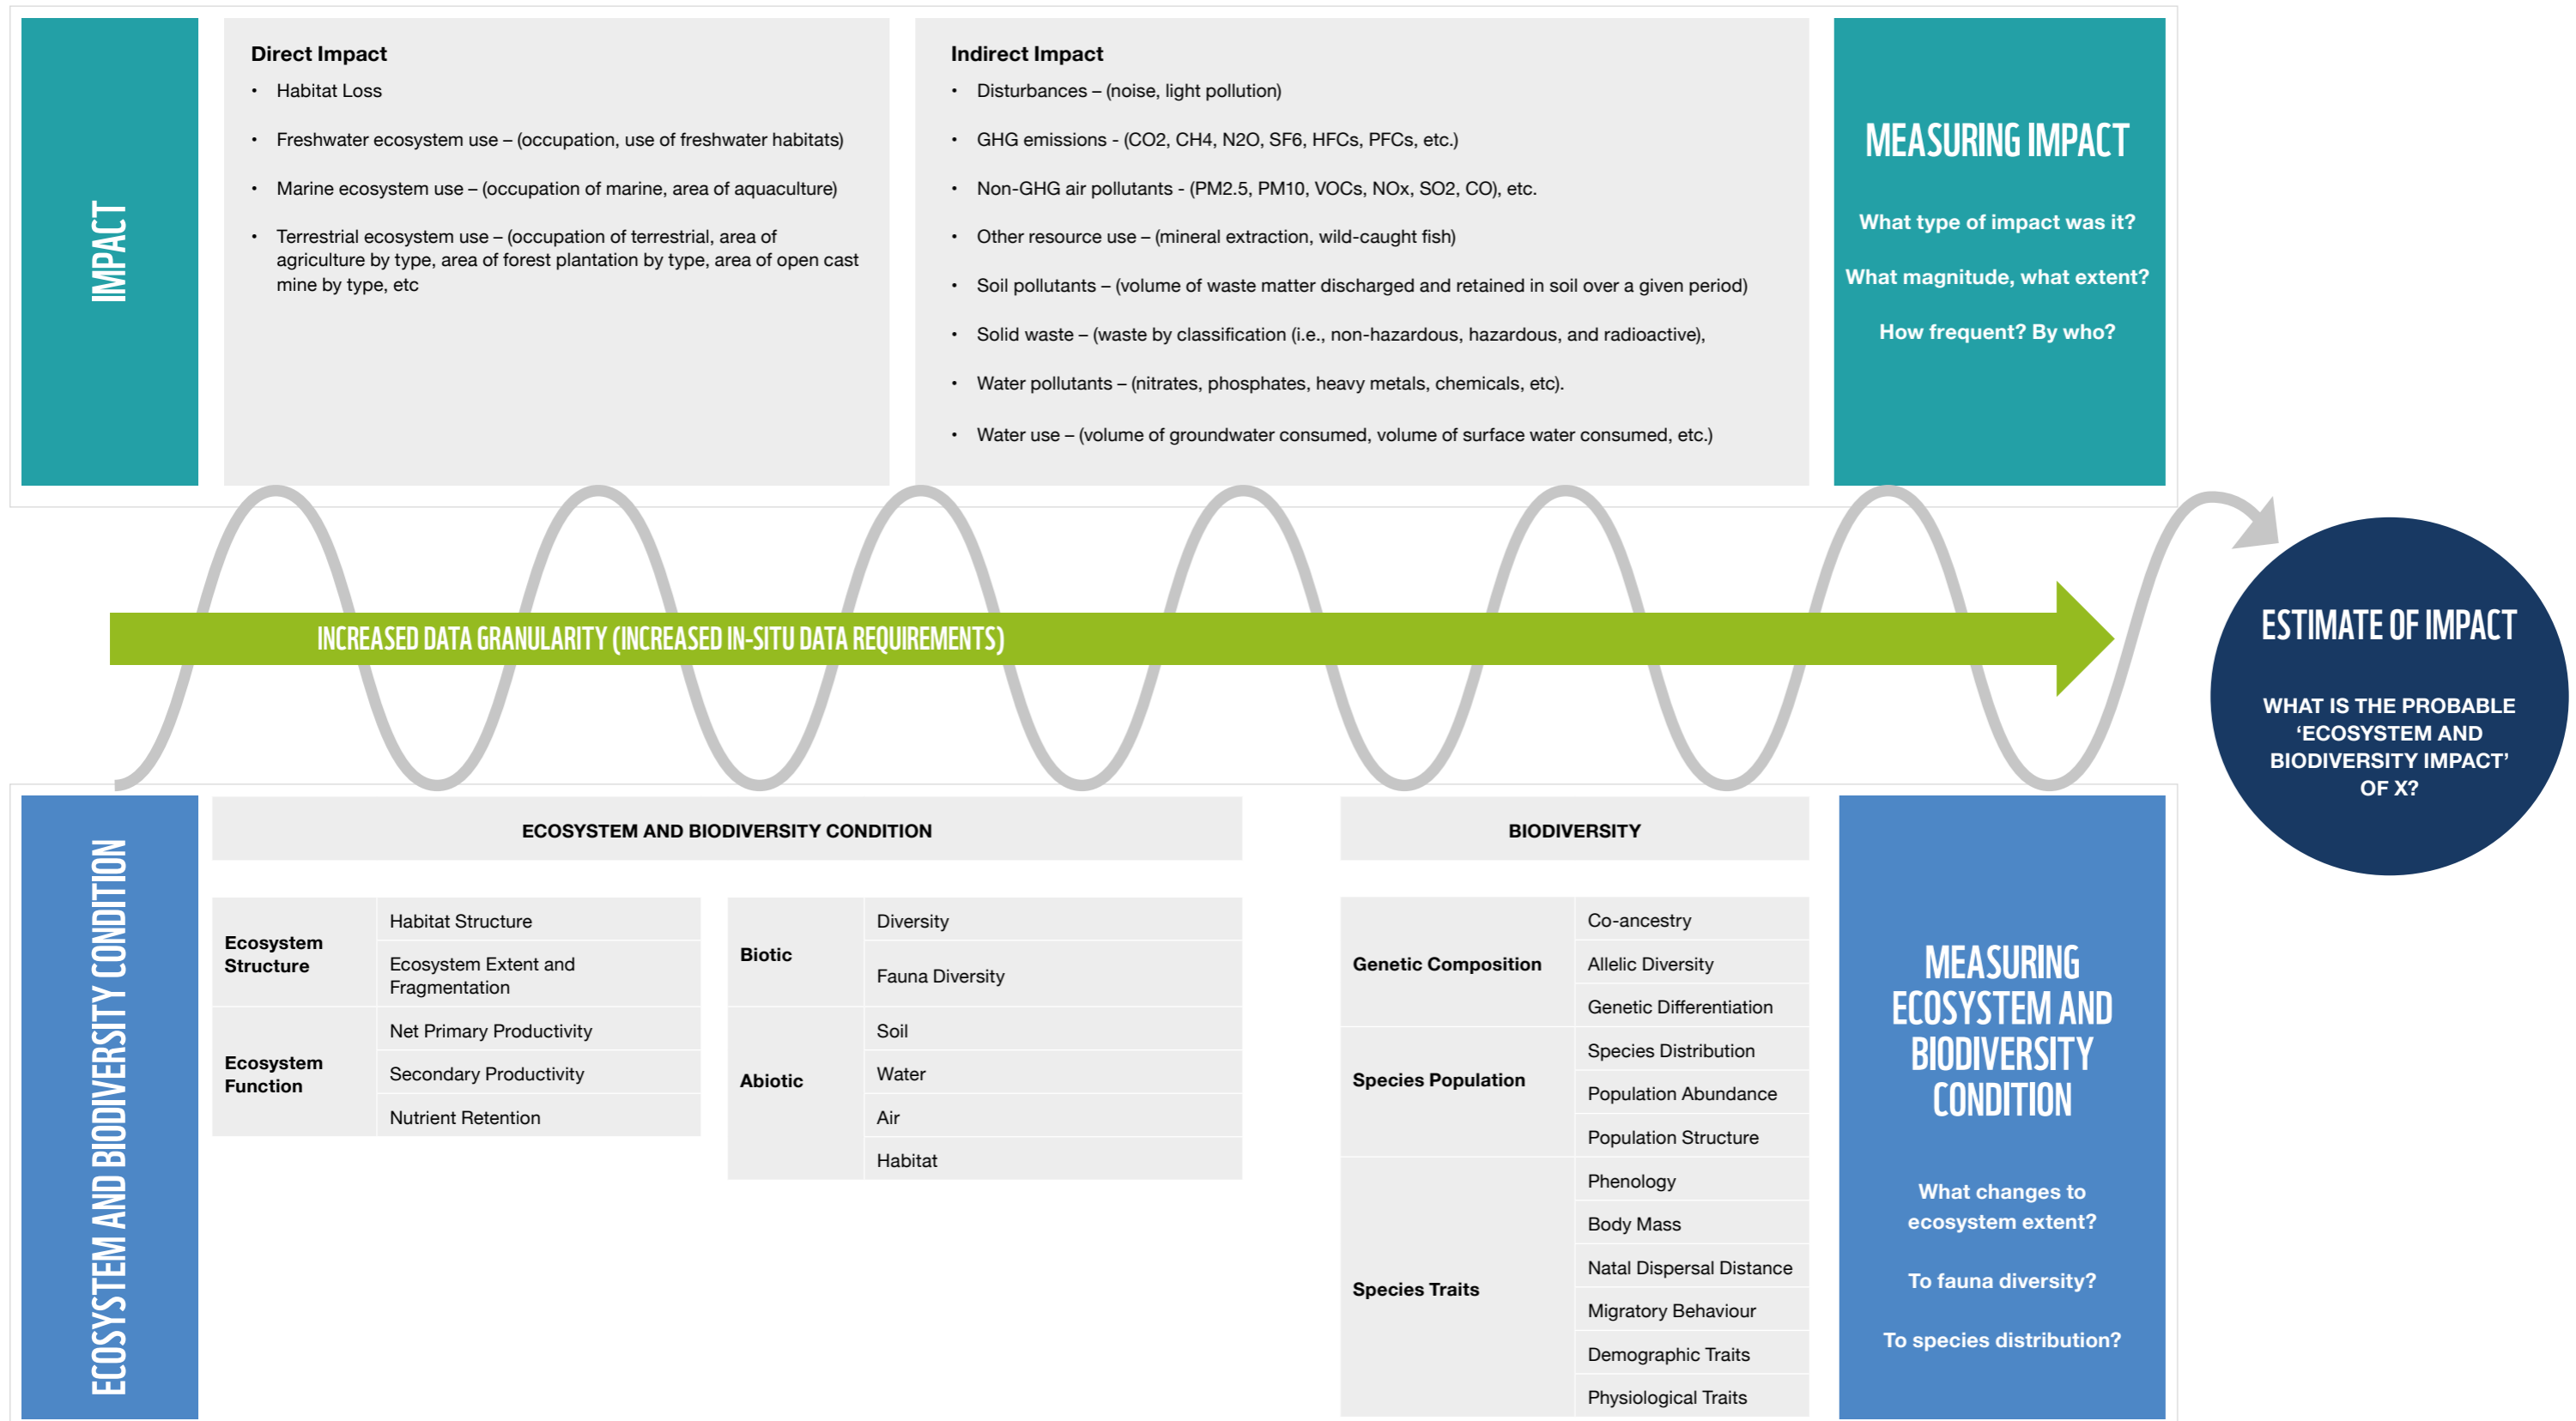 IMPACT
Direct Impact
• Habitat Loss
• Freshwater ecosystem use – (occupation, use of freshwater habitats)
• Marine ecosystem use – (occupation of marine, area of aquaculture)
• Terrestrial ecosystem use – (occupation of terrestrial, area of
agriculture by type, area of forest plantation by type, area of open cast
mine by type, etc
Indirect Impact
• Disturbances – (noise, light pollution)
• GHG emissions - (CO2, CH4, N2O, SF6, HFCs, PFCs, etc.)
• Non-GHG air pollutants - (PM2.5, PM10, VOCs, NOx, SO2, CO), etc.
• Other resource use – (mineral extraction, wild-caught fish)
• Soil pollutants – (volume of waste matter discharged and retained in soil over a given period)
• Solid waste – (waste by classification (i.e., non-hazardous, hazardous, and radioactive),
• Water pollutants – (nitrates, phosphates, heavy metals, chemicals, etc).
• Water use – (volume of groundwater consumed, volume of surface water consumed, etc.)
MEASURING IMPACT
What type of impact was it?
What magnitude, what extent?
How frequent? By who?
INCREASED DATA GRANULARITY (INCREASED IN-SITU DATA REQUIREMENTS)
ESTIMATE OF IMPACT
WHAT IS THE PROBABLE
‘ECOSYSTEM AND
BIODIVERSITY IMPACT’
OF X?
ECOSYSTEM AND BIODIVERSITY CONDITION
ECOSYSTEM AND BIODIVERSITY CONDITION
Ecosystem
Structure
Habitat Structure
Ecosystem Extent and
Fragmentation
Ecosystem
Function
Net Primary Productivity
Secondary Productivity
Nutrient Retention
Biotic
Diversity
Fauna Diversity
Abiotic
Soil
Water
Air
Habitat
BIODIVERSITY
Genetic Composition
Co-ancestry
Allelic Diversity
Genetic Differentiation
Species Population
Species Distribution
Population Abundance
Population Structure
Species Traits
Phenology
Body Mass
Natal Dispersal Distance
Migratory Behaviour
Demographic Traits
Physiological Traits
MEASURING
ECOSYSTEM AND
BIODIVERSITY
CONDITION
What changes to
ecosystem extent?
To fauna diversity?
To species distribution?